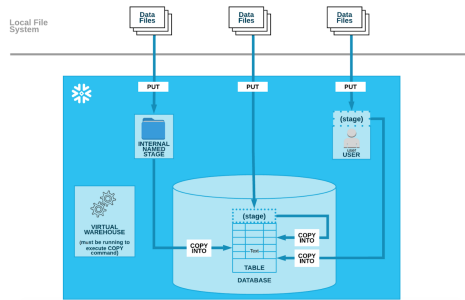 Local File
System
Data
Files
Data
Files
Data
Files
PUT
PUT
PUT
INTERNAL
NAMED
STAGE
(stage)
USER
VIRTUAL
WAREHOUSE
(must be running to
execute COPY
command)
(stage)
COPY
INTO
COPY
INTO
COPY
INTO
Text
TABLE
DATABASE